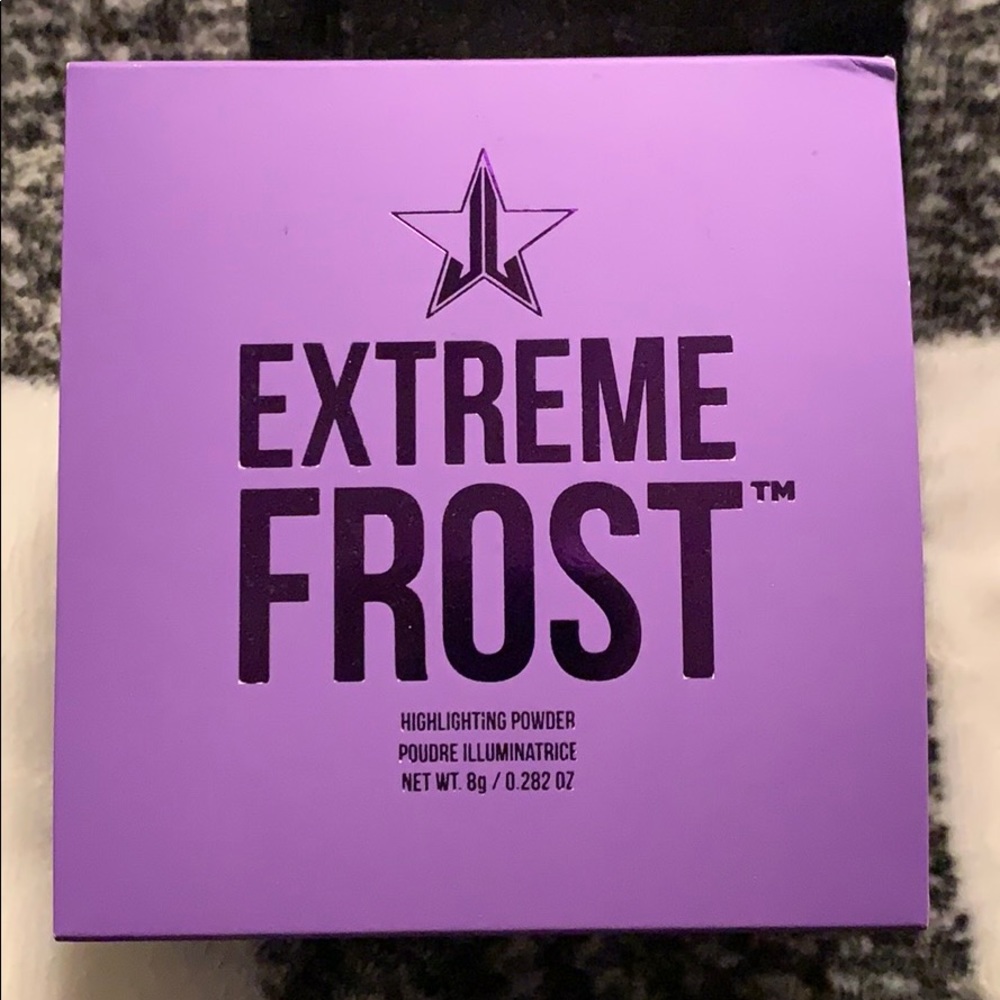 EXTREME
FROST™
HIGHLIGHTiNG POWDER
POUDRE ILLUMINATRICE
NET WT. 8g / 0.282 OZ